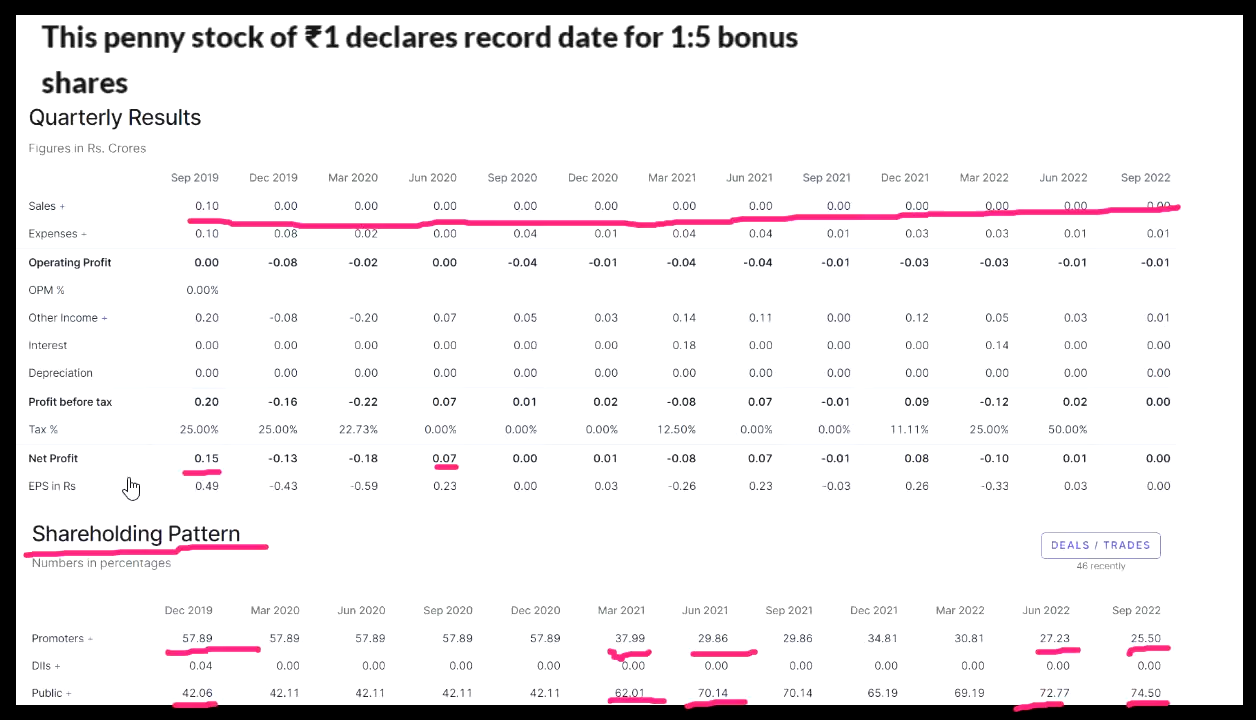 This penny stock of ₹1 declares record date for 1:5 bonus
shares
Quarterly Results
Figures in Rs. Crores
Sep 2019 Dec 2019 Mar 2020 Jun 2020 Sep 2020 Dec 2020 Mar 2021 Jun 2021 Sep 2021 Dec 2021 Mar 2022 Jun 2022 Sep 2022
Sales + 0.10 0.00 0.00 0.00 0.00 0.00 0.00 0.00 0.00 0.00 0.00 0.00 0.00
Expenses + 0.10 0.08 0.02 0.00 0.04 0.01 0.04 0.04 0.01 0.03 0.03 0.01 0.01
Operating Profit 0.00 -0.08 -0.02 0.00 -0.04 -0.01 -0.04 -0.04 -0.01 -0.03 -0.03 -0.01 -0.01
OPM % 0.00%
Other Income + 0.20 -0.08 -0.20 0.07 0.05 0.03 0.14 0.11 0.00 0.12 0.05 0.03 0.01
Interest 0.00 0.00 0.00 0.00 0.00 0.00 0.18 0.00 0.00 0.00 0.14 0.00 0.00
Depreciation 0.00 0.00 0.00 0.00 0.00 0.00 0.00 0.00 0.00 0.00 0.00 0.00 0.00
Profit before tax 0.20 -0.16 -0.22 0.07 0.01 0.02 -0.08 0.07 -0.01 0.09 -0.12 0.02 0.00
Tax % 25.00% 25.00% 22.73% 0.00% 0.00% 0.00% 12.50% 0.00% 0.00% 11.11% 25.00% 50.00%
Net Profit 0.15 -0.13 -0.18 0.07 0.00 0.01 -0.08 0.07 -0.01 0.08 -0.10 0.01 0.00
EPS in Rs 0.49 -0.43 -0.59 0.23 0.00 0.03 -0.26 0.23 -0.03 0.26 -0.33 0.03 0.00
Shareholding Pattern
DEALS / TRADES
Numbers in percentages
46 recently
Dec 2019 Mar 2020 Jun 2020 Sep 2020 Dec 2020 Mar 2021 Jun 2021 Sep 2021 Dec 2021 Mar 2022 Jun 2022 Sep 2022
Promoters + 57.89 57.89 57.89 57.89 57.89 37.99 29.86 29.86 34.81 30.81 27.23 25.50
DIIs + 0.04 0.00 0.00 0.00 0.00 0.00 0.00 0.00 0.00 0.00 0.00 0.00
Public + 42.06 42.11 42.11 42.11 42.11 62.01 70.14 70.14 65.19 69.19 72.77 74.50